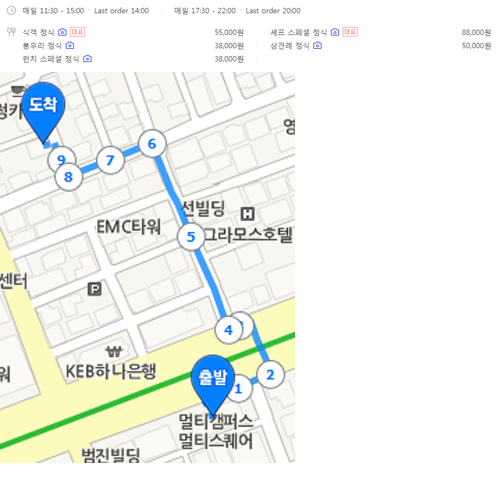 매일 11:30 - 15:00 · Last order 14:00 매일 17:30 - 22:00 · Last order 20:00
식객 정식 대표 55,000원 셰프 스페셜 정식 대표 88,000원
봉우리 정식 38,000원 상견례 정식 50,000원
런치 스페셜 정식 38,000원
도착
영
9
8
7
6
선빌딩
H
EMC타워
5
그라모스호텔
센터
P
4
KEB하나은행
워
출발
1
2
멀티캠퍼스
멀티스퀘어
범진빌딩